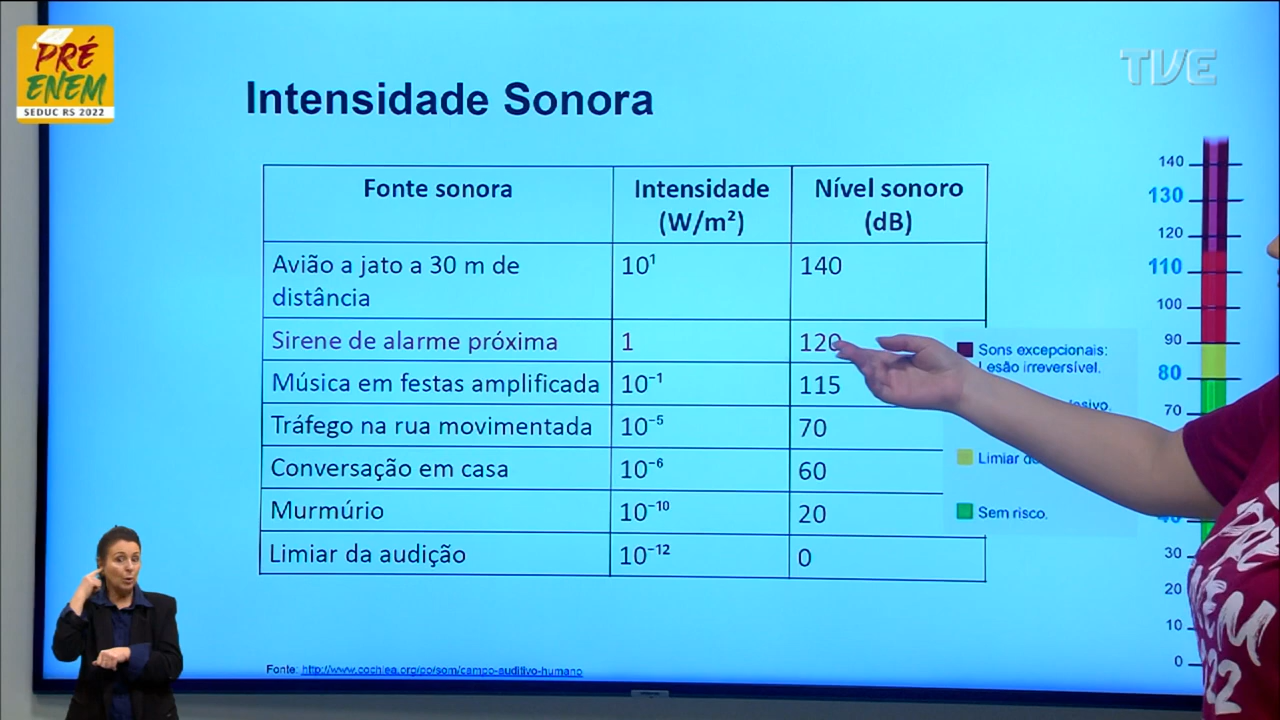 PRÉ
ENEM
SEDUC RS 2022
TVE
Intensidade Sonora
Fonte sonora Intensidade (W/m²) Nível sonoro (dB)
Avião a jato a 30 m de distância 10¹ 140
Sirene de alarme próxima 1 120
Música em festas amplificada 10⁻¹ 115
Tráfego na rua movimentada 10⁻⁵ 70
Conversação em casa 10⁻⁶ 60
Murmúrio 10⁻¹⁰ 20
Limiar da audição 10⁻¹² 0
140
130
120
110
100
90
80
70
40
30
20
10
0
Sons excepcionais:
Lesão irreversível.
Limiar
Sem risco.
Fonte: http://www.cochlea.org/po/som/campo-auditivo-humano